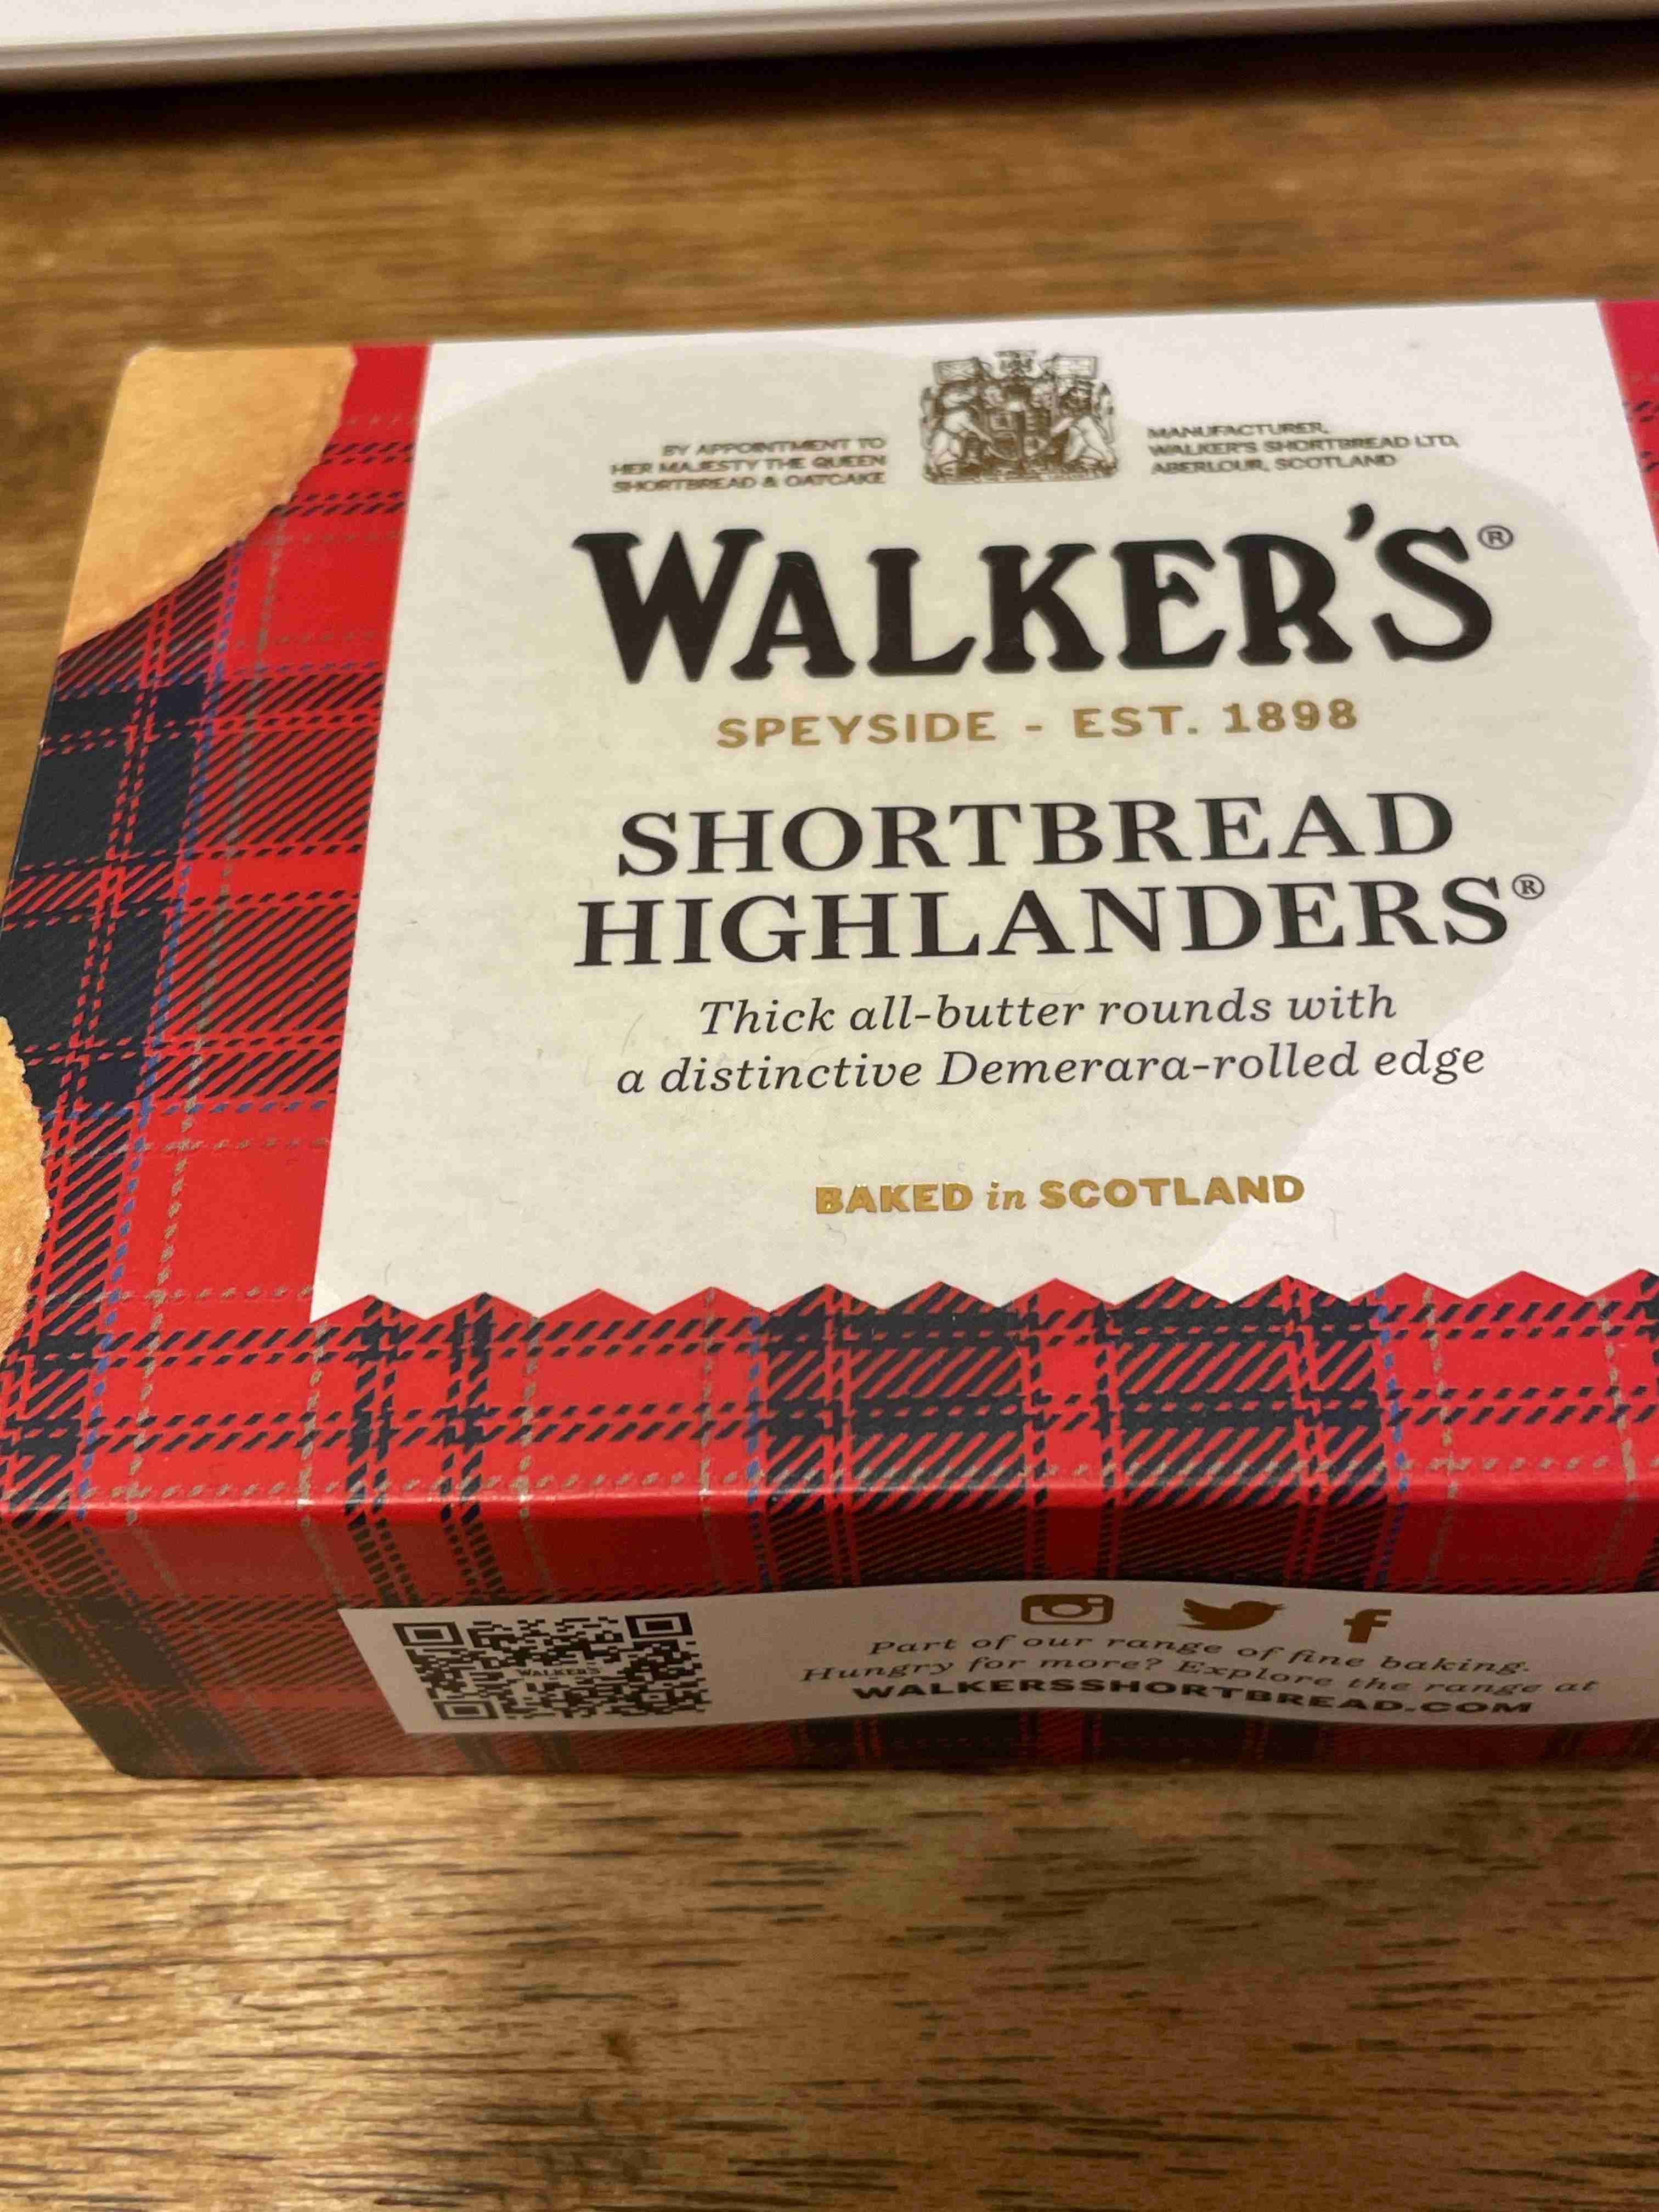 BY APPOINTMENT TO
HER MAJESTY THE QUEEN
SHORTBREAD & OATCAKE
MANUFACTURER,
WALKER'S SHORTBREAD LTD,
ABERLOUR, SCOTLAND
WALKER'S®
SPEYSIDE - EST. 1898
SHORTBREAD
HIGHLANDERS®
Thick all-butter rounds with
a distinctive Demerara-rolled edge
BAKED in SCOTLAND
WALKER'S
Part of our range of fine baking.
Hungry for more? Explore the range at
WALKERSSHORTBREAD.COM